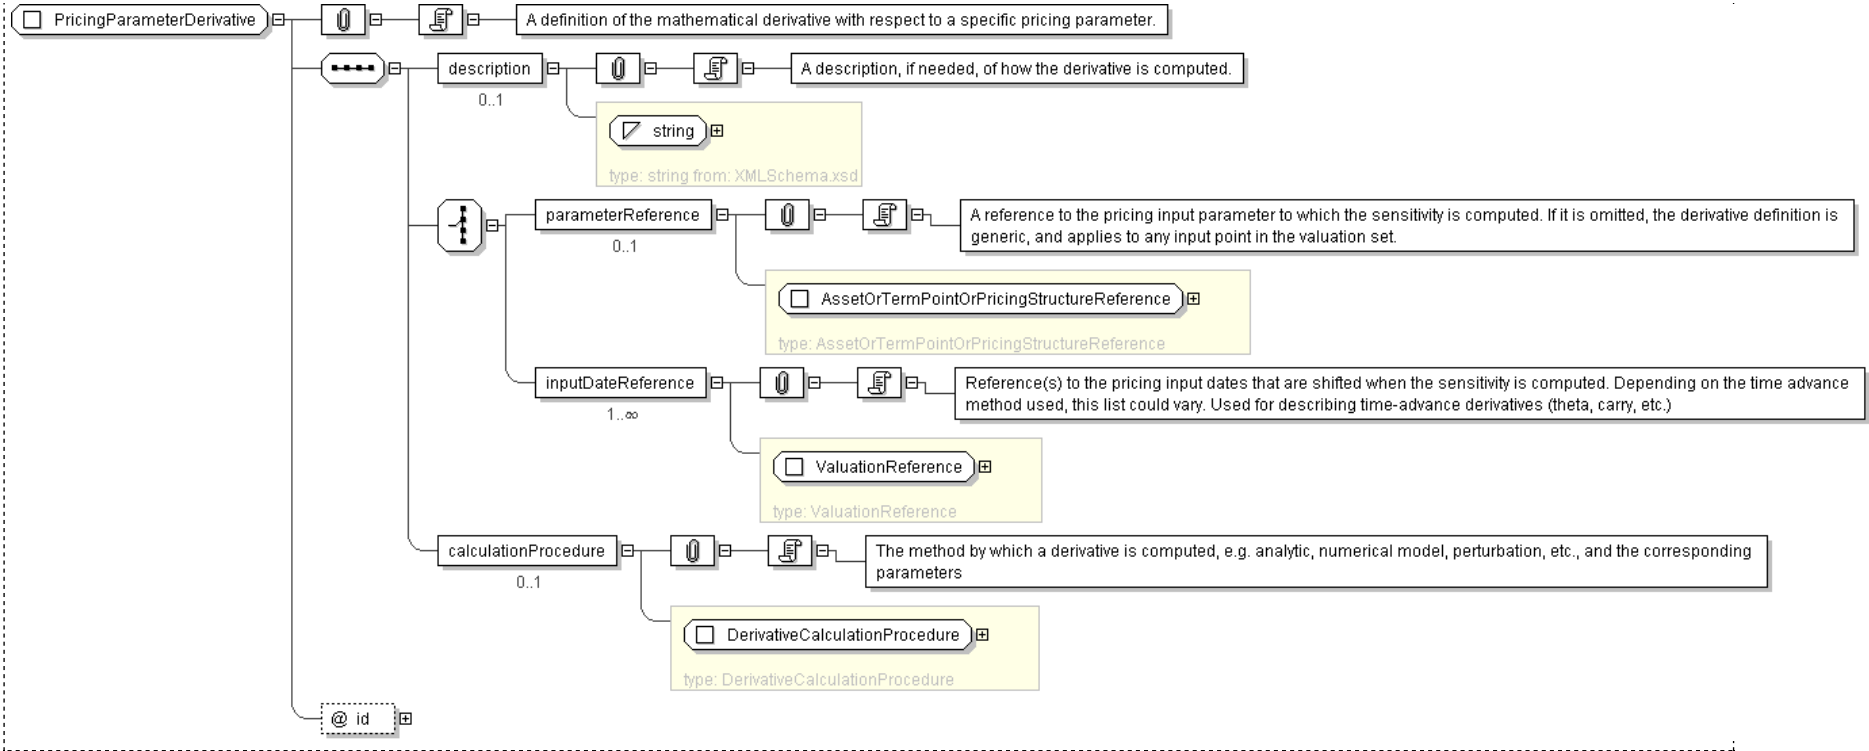 PricingParameterDerivative
A definition of the mathematical derivative with respect to a specific pricing parameter.
description
A description, if needed, of how the derivative is computed.
0..1
string
type: string from: XMLSchema.xsd
parameterReference
A reference to the pricing input parameter to which the sensitivity is computed. If it is omitted, the derivative definition is
generic, and applies to any input point in the valuation set.
0..1
AssetOrTermPointOrPricingStructureReference
type: AssetOrTermPointOrPricingStructureReference
inputDateReference
Reference(s) to the pricing input dates that are shifted when the sensitivity is computed. Depending on the time advance
method used, this list could vary. Used for describing time-advance derivatives (theta, carry, etc.)
1..∞
ValuationReference
type: ValuationReference
calculationProcedure
The method by which a derivative is computed, e.g. analytic, numerical model, perturbation, etc., and the corresponding
parameters
0..1
DerivativeCalculationProcedure
type: DerivativeCalculationProcedure
@ id